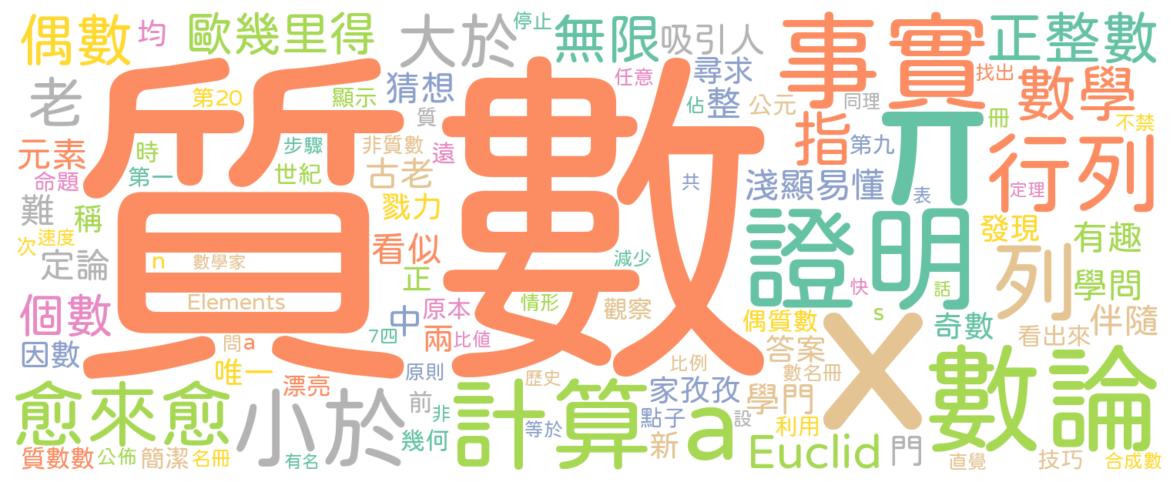 偶數 均 歐幾里得 大於 停止 無限 吸引人 事實 正整數
老 第20 顯示 猜想 任意 尋求 找出 數學
質 佔 整 公元 同理 冊 不禁
質數
元素 時 步驟 非質數 遠 指 第九 π 行列
命題 第一 世紀 古老 共 淺顯易懂 表 定理
難 稱 戮力 證明 發現 有趣
次 速度 定論 n 數學家 看似 減少 列 學問
個數 Elements 正 原本 情形 觀察 快 話 伴隨
因數 問 a 7四 中 兩 比值 偶質數 s x 奇數 看出來
唯一 漂亮 原則 歷史 比例 答案 數名冊
愈來愈 小於 前 非 計算 等於 家孜孜 點子 a 設 學門 利用 數論
幾何 新 Euclid 門
質數數 公佈 簡潔 名冊 有名 直覺 技巧 合成數